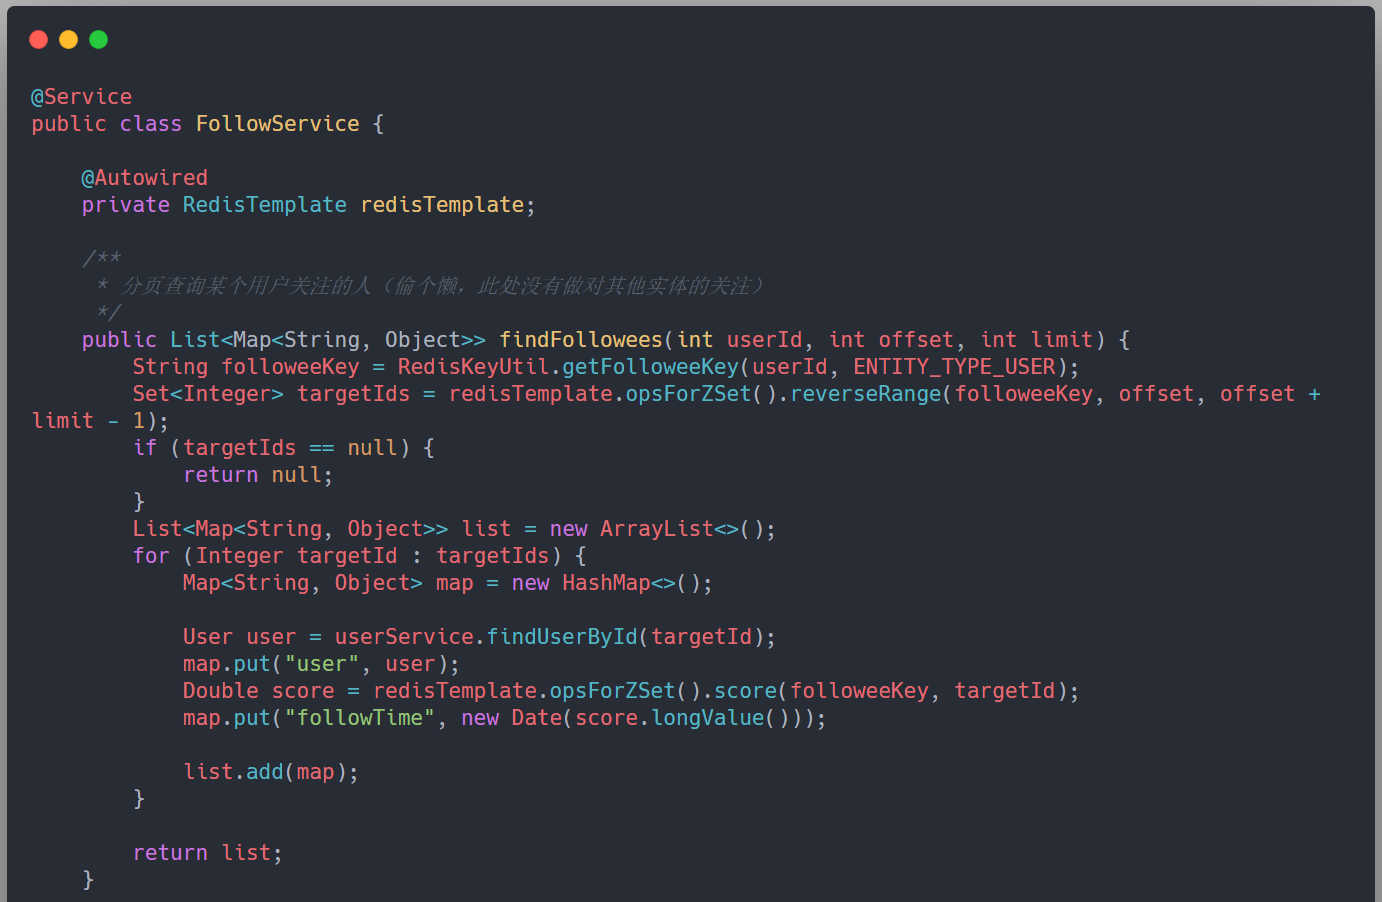 @Service
public class FollowService {
    @Autowired
    private RedisTemplate redisTemplate;
    /**
     * 分页查询某个用户关注的人（偷个懒，此处没有做对其他实体的关注）
     */
    public List<Map<String, Object>> findFollowees(int userId, int offset, int limit) {
        String followeeKey = RedisKeyUtil.getFolloweeKey(userId, ENTITY_TYPE_USER);
        Set<Integer> targetIds = redisTemplate.opsForZSet().reverseRange(followeeKey, offset, offset +
limit - 1);
        if (targetIds == null) {
            return null;
        }
        List<Map<String, Object>> list = new ArrayList<>();
        for (Integer targetId : targetIds) {
            Map<String, Object> map = new HashMap<>();
            User user = userService.findUserById(targetId);
            map.put("user", user);
            Double score = redisTemplate.opsForZSet().score(followeeKey, targetId);
            map.put("followTime", new Date(score.longValue()));
            list.add(map);
        }
        return list;
    }